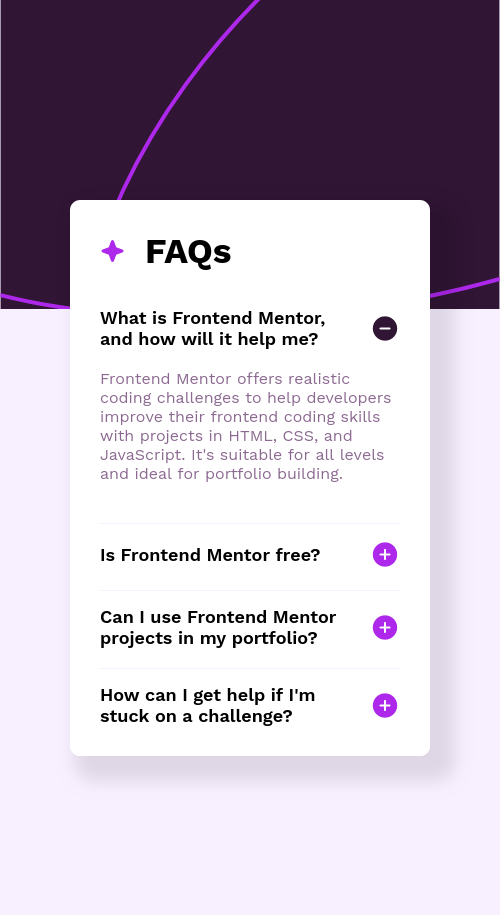 FAQs
What is Frontend Mentor,
and how will it help me?
Frontend Mentor offers realistic
coding challenges to help developers
improve their frontend coding skills
with projects in HTML, CSS, and
JavaScript. It's suitable for all levels
and ideal for portfolio building.
Is Frontend Mentor free?
Can I use Frontend Mentor
projects in my portfolio?
How can I get help if I'm
stuck on a challenge?